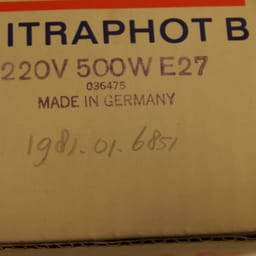 ITRAPHOT B
220V 500W E27
036475
MADE IN GERMANY
1981.01.6851